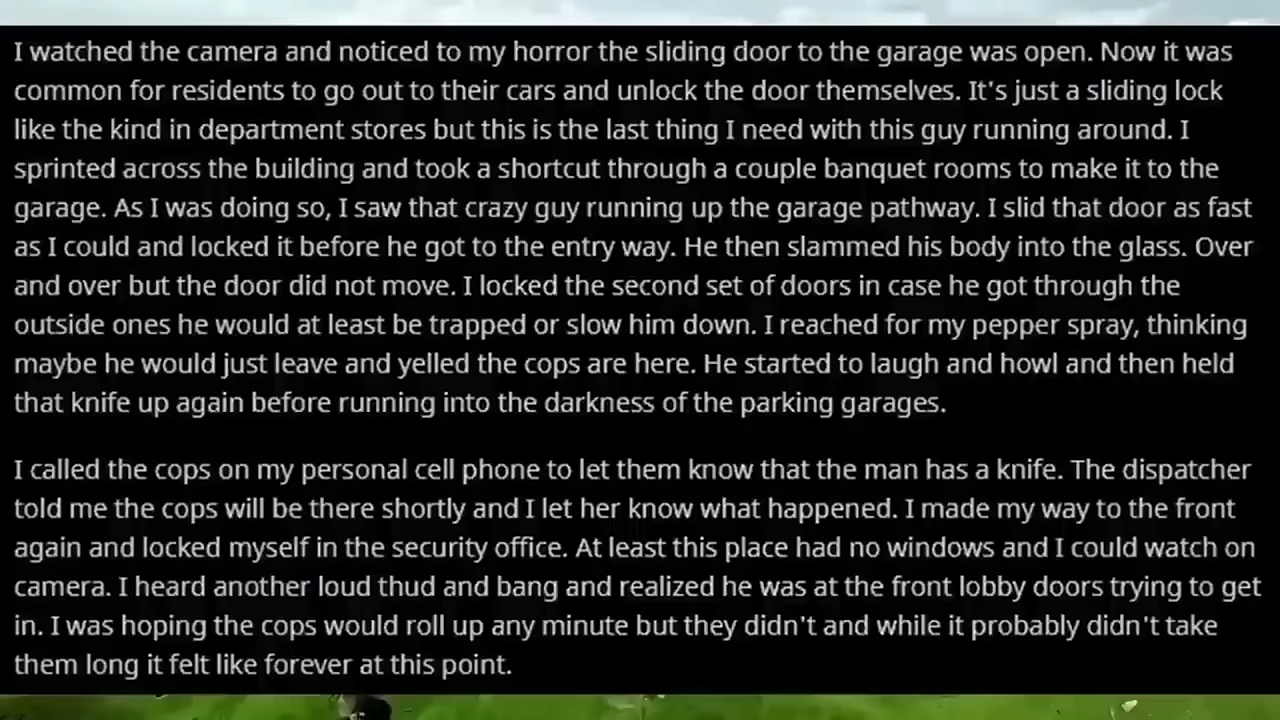 I watched the camera and noticed to my horror the sliding door to the garage was open. Now it was
common for residents to go out to their cars and unlock the door themselves. It's just a sliding lock
like the kind in department stores but this is the last thing I need with this guy running around. I
sprinted across the building and took a shortcut through a couple banquet rooms to make it to the
garage. As I was doing so, I saw that crazy guy running up the garage pathway. I slid that door as fast
as I could and locked it before he got to the entry way. He then slammed his body into the glass. Over
and over but the door did not move. I locked the second set of doors in case he got through the
outside ones he would at least be trapped or slow him down. I reached for my pepper spray, thinking
maybe he would just leave and yelled the cops are here. He started to laugh and howl and then held
that knife up again before running into the darkness of the parking garages.
I called the cops on my personal cell phone to let them know that the man has a knife. The dispatcher
told me the cops will be there shortly and I let her know what happened. I made my way to the front
again and locked myself in the security office. At least this place had no windows and I could watch on
camera. I heard another loud thud and bang and realized he was at the front lobby doors trying to get
in. I was hoping the cops would roll up any minute but they didn't and while it probably didn't take
them long it felt like forever at this point.